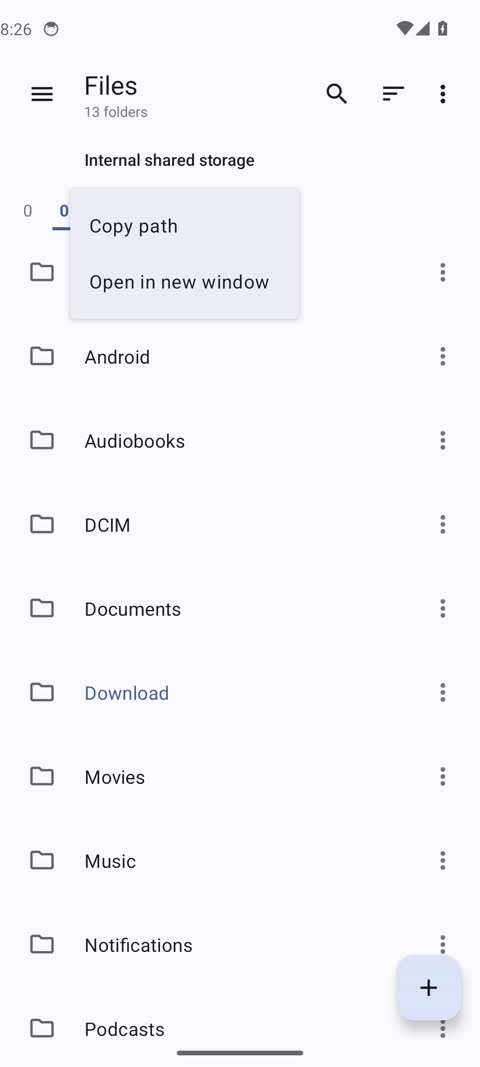 8:26
Files
13 folders
Internal shared storage
0
0
Copy path
Open in new window
Android
Audiobooks
DCIM
Documents
Download
Movies
Music
Notifications
Podcasts